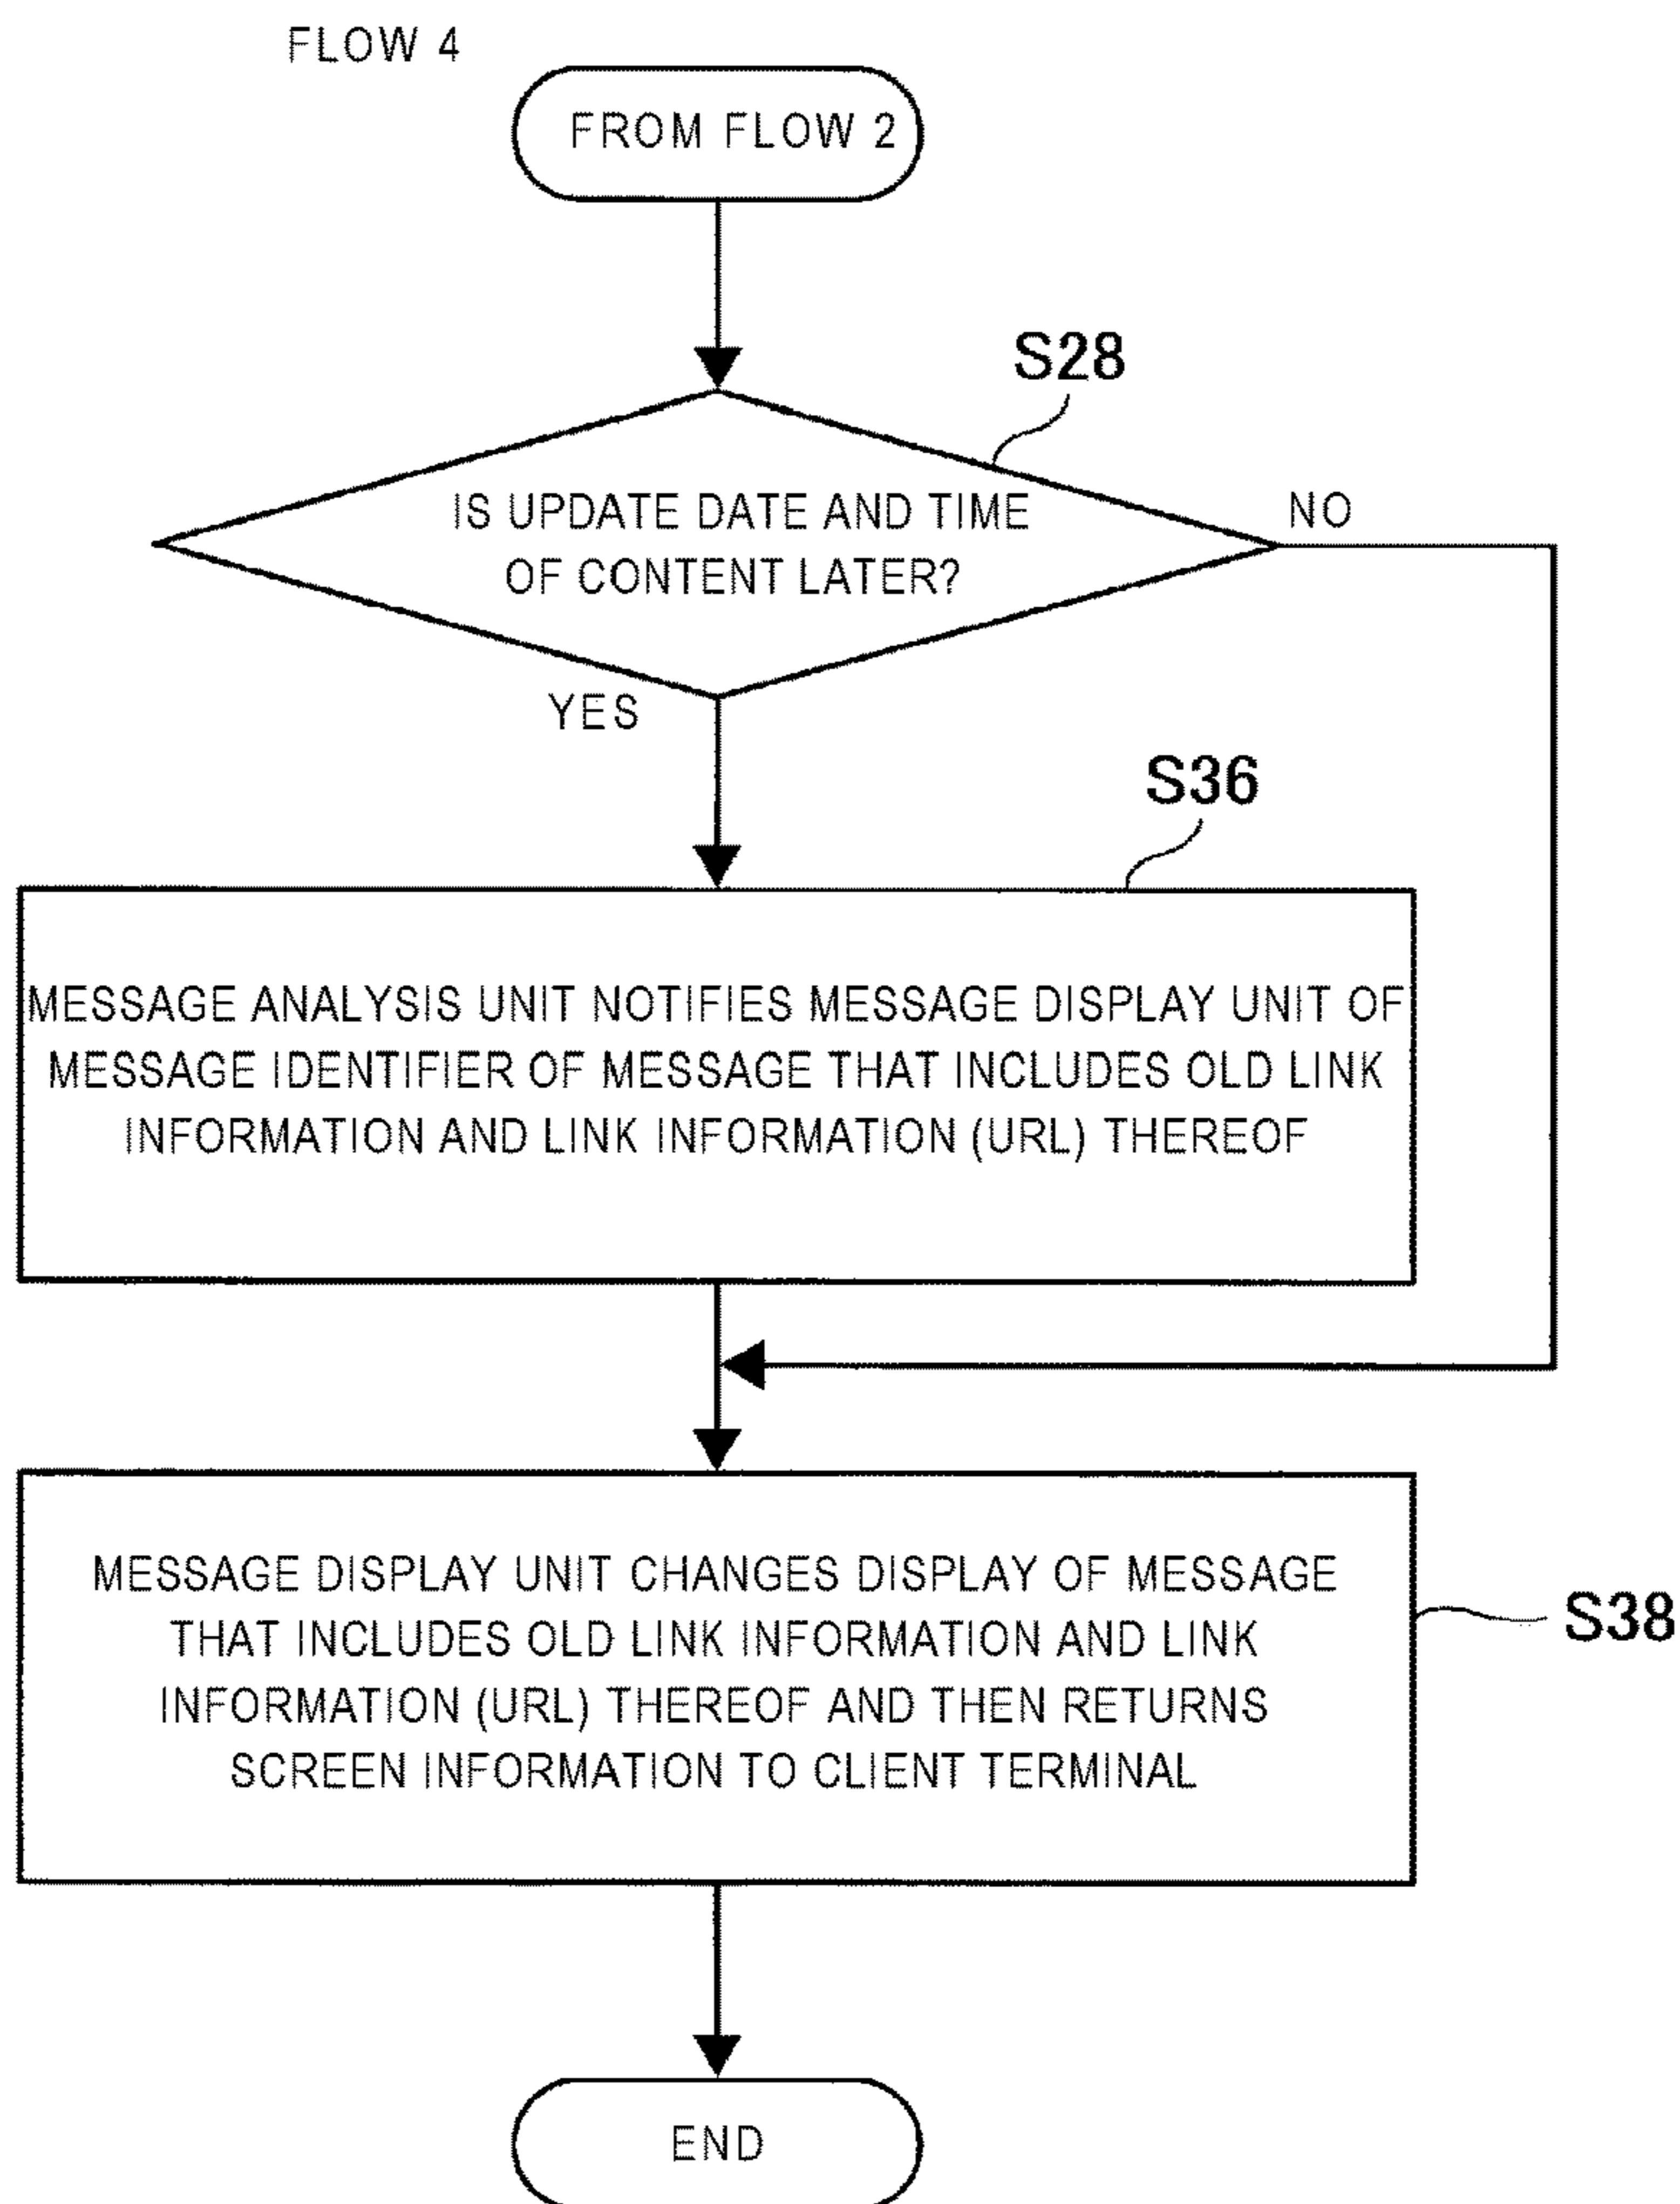 FLOW 4
FROM FLOW 2
S28
IS UPDATE DATE AND TIME
OF CONTENT LATER?
NO
YES
S36
MESSAGE ANALYSIS UNIT NOTIFIES MESSAGE DISPLAY UNIT OF
MESSAGE IDENTIFIER OF MESSAGE THAT INCLUDES OLD LINK
INFORMATION AND LINK INFORMATION (URL) THEREOF
MESSAGE DISPLAY UNIT CHANGES DISPLAY OF MESSAGE
THAT INCLUDES OLD LINK INFORMATION AND LINK
INFORMATION (URL) THEREOF AND THEN RETURNS
SCREEN INFORMATION TO CLIENT TERMINAL
S38
END